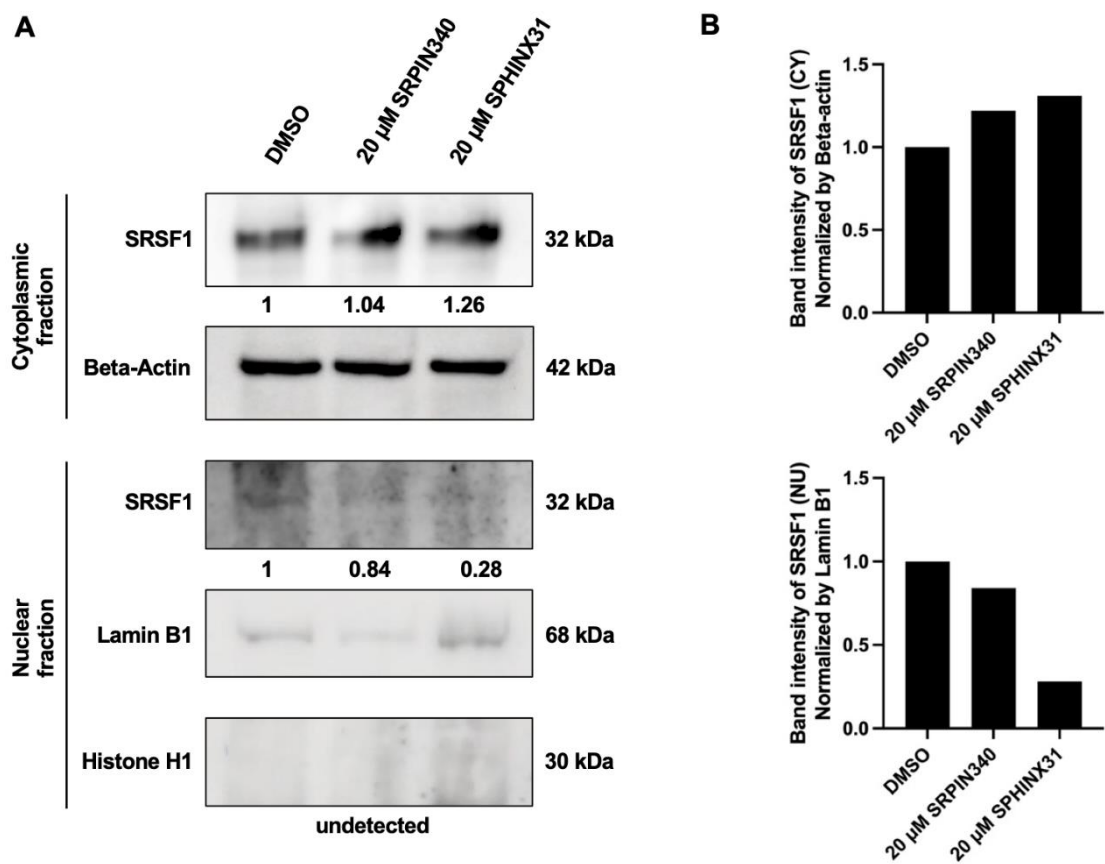 A
DMSO
20 µM SRPIN340
20 µM SPHINX31
Cytoplasmic
fraction
SRSF1
32 kDa
1 1.04 1.26
Beta-Actin
42 kDa
Nuclear
fraction
SRSF1
32 kDa
1 0.84 0.28
Lamin B1
68 kDa
Histone H1
30 kDa
undetected
B
Band intensity of SRSF1 (CY)
Normalized by Beta-actin
1.5
1.0
0.5
0.0
DMSO
20 µM SRPIN340
20 µM SPHINX31
Band intensity of SRSF1 (NU)
Normalized by Lamin B1
1.5
1.0
0.5
0.0
DMSO
20 µM SRPIN340
20 µM SPHINX31